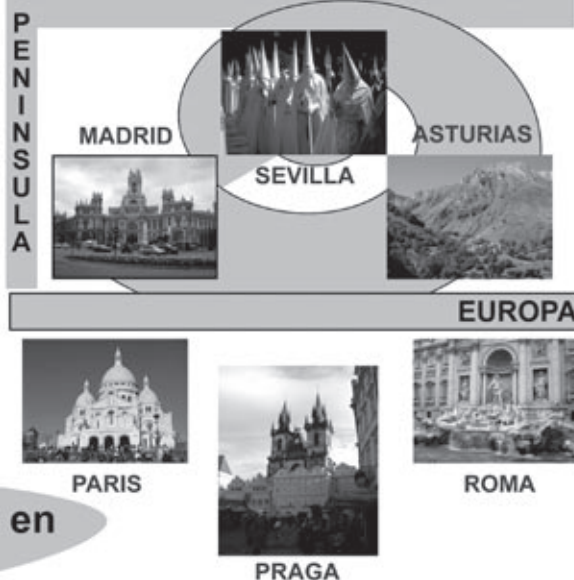 PENINSULA
MADRID
SEVILLA
ASTURIAS
EUROPA
PARIS
PRAGA
ROMA
en